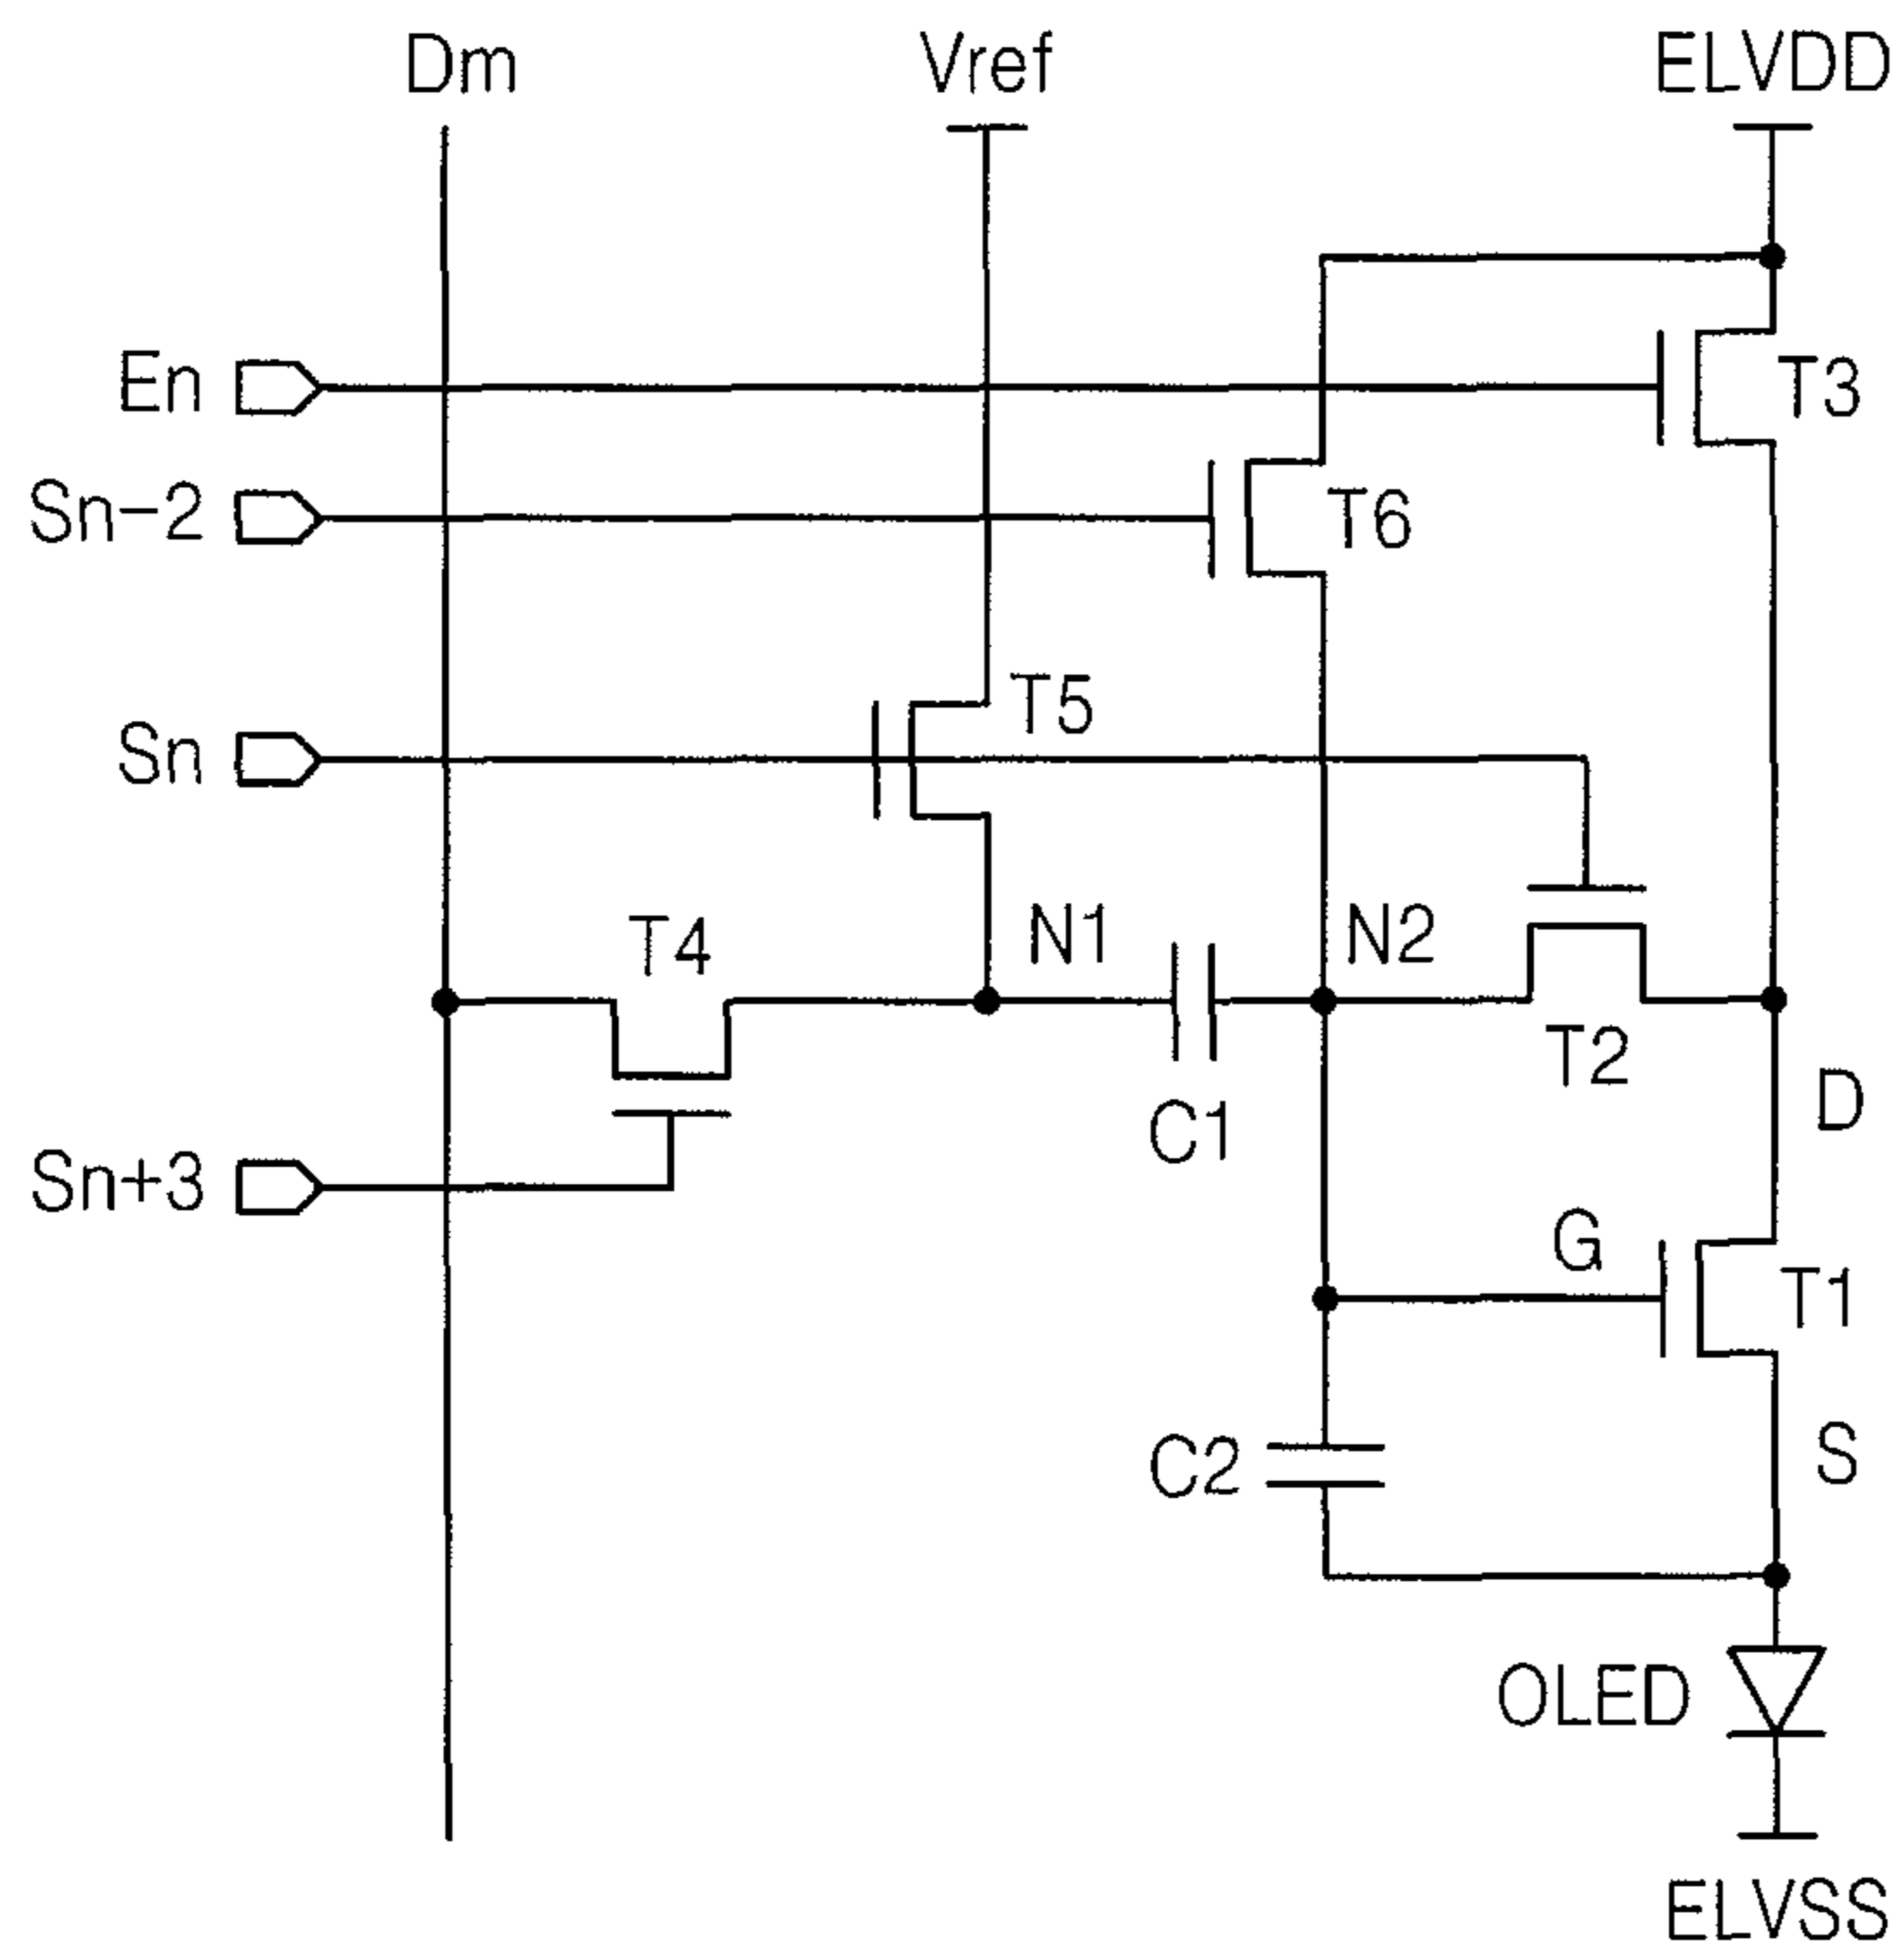 Dm Vref ELVDD
En
T3
Sn-2
T6
T5
Sn
T4 N1 N2
T2
D
C1
Sn+3
G
T1
C2
S
OLED
ELVSS